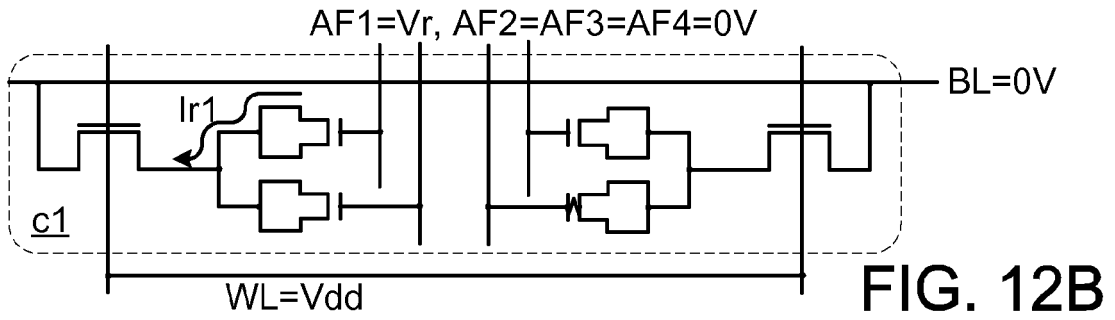 AF1=Vr, AF2=AF3=AF4=0V
BL=0V
Ir1
c1
WL=Vdd
FIG. 12B